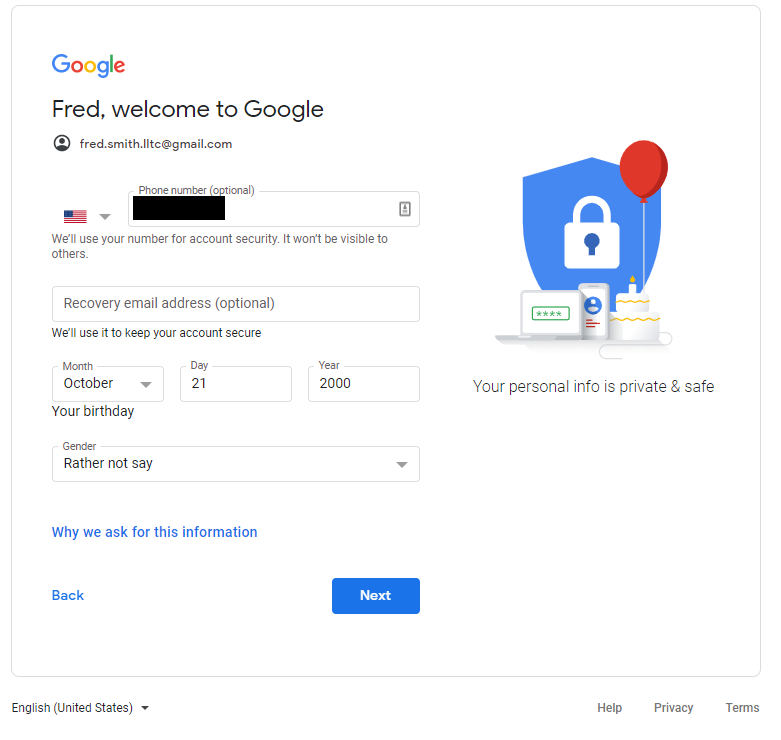 Google
Fred, welcome to Google
fred.smith.lltc@gmail.com
Phone number (optional)
We'll use your number for account security. It won't be visible to
others.
Recovery email address (optional)
We'll use it to keep your account secure
Month
October
Day
21
Year
2000
Your birthday
Gender
Rather not say
Why we ask for this information
Back
Next
****
Your personal info is private & safe
English (United States)
Help
Privacy
Terms